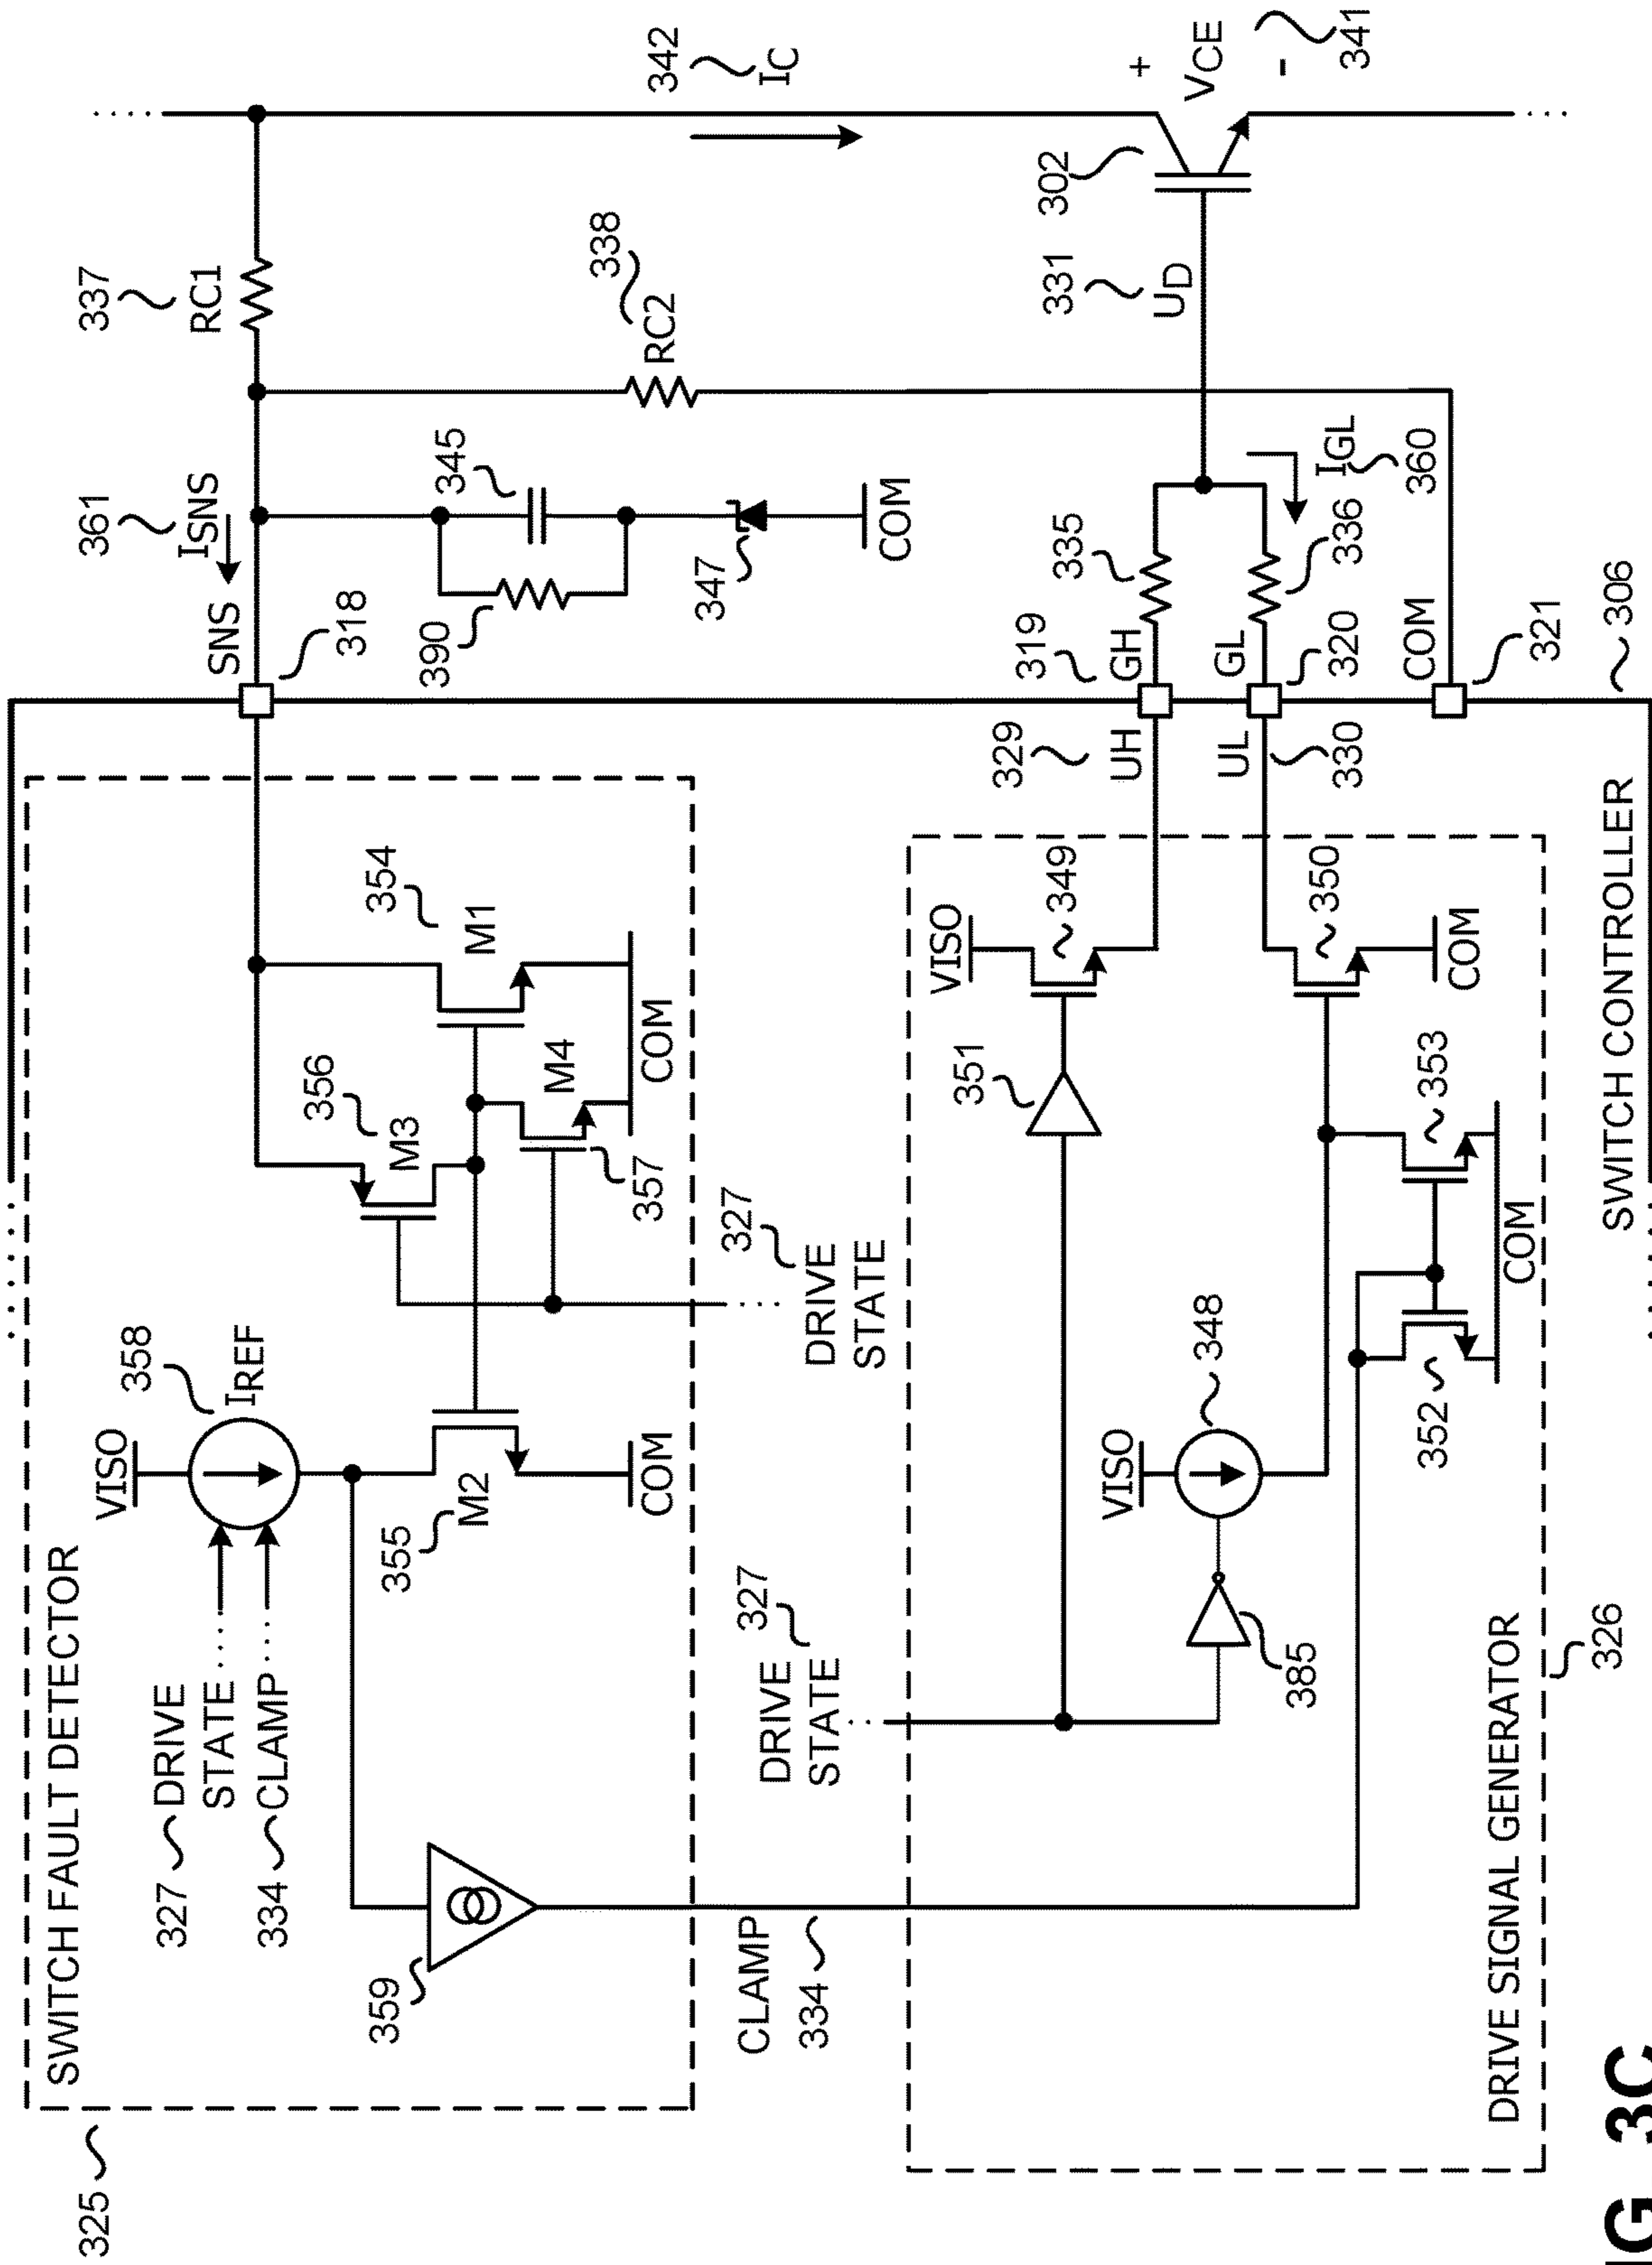 325
SWITCH FAULT DETECTOR
327
DRIVE
STATE
334
CLAMP
VISO
358
IREF
359
355
M2
COM
356
M3
354
M1
M4
357
COM
327
DRIVE
STATE
SNS
318
361
ISNS
337
RC1
338
RC2
345
390
347
COM
342
IC
CLAMP
334
DRIVE
STATE
327
VISO
349
351
VISO
348
385
350
COM
353
352
COM
DRIVE SIGNAL GENERATOR
326
329
UH
UL
330
319
GH
GL
320
COM
321
335
336
IGL
360
331
UD
302
+
VCE
-
341
SWITCH CONTROLLER
306
3C